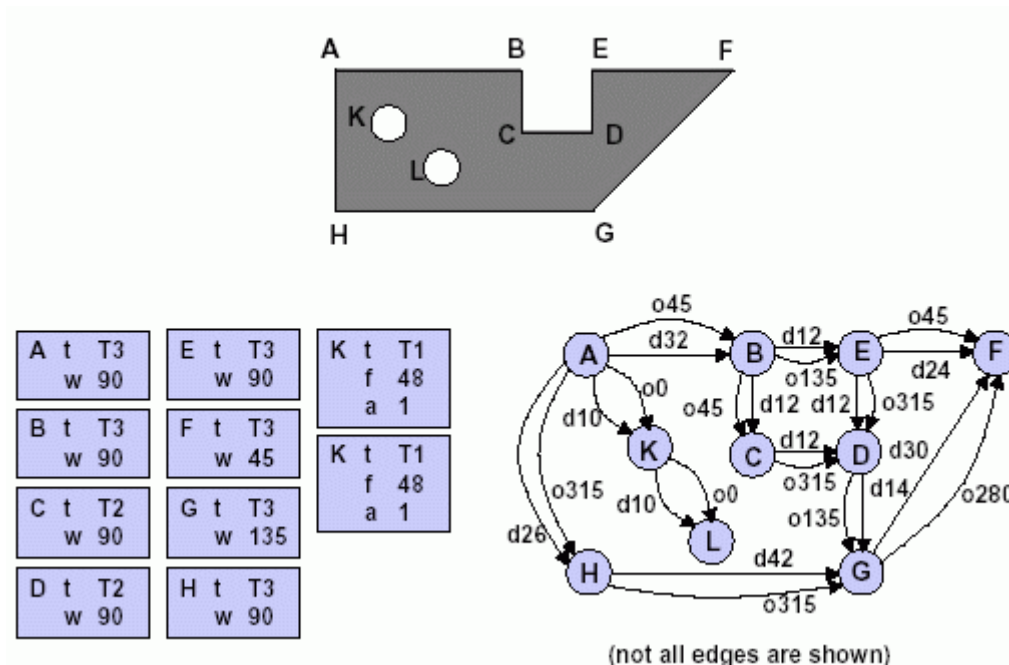 A B E F
K
C D
L
H G
A t T3
w 90
E t T3
w 90
K t T1
f 48
a 1
B t T3
w 90
F t T3
w 45
K t T1
f 48
a 1
C t T2
w 90
G t T3
w 135
D t T2
w 90
H t T3
w 90
o45 o45
A d32 B d12 E d24 F
o135
o0 o45 d12 d12 o315
d10
K C d12 D d30
o315 o315 d14 o280
d10 o0 o135
d26
L
H d42 G
o315
(not all edges are shown)